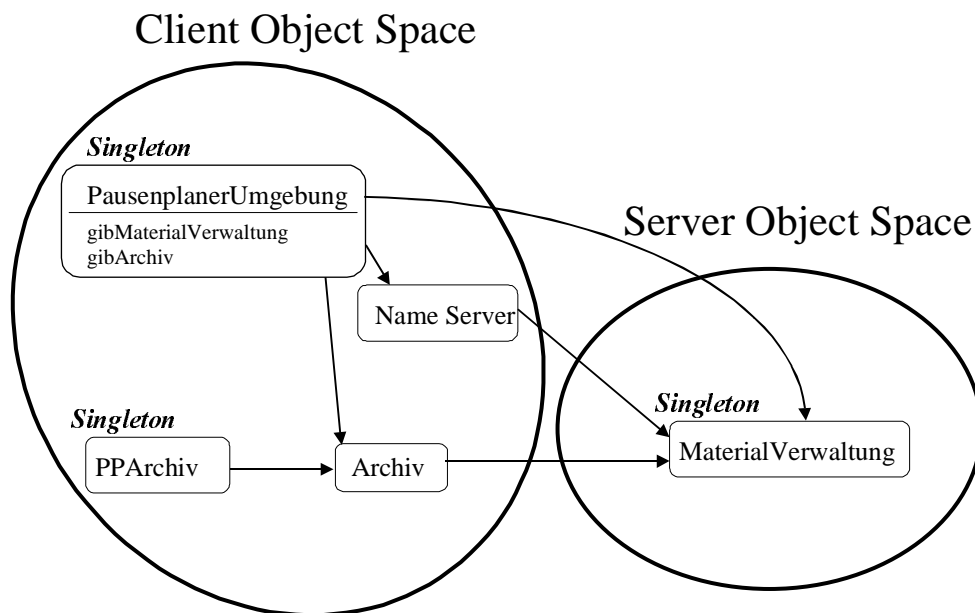 Client Object Space
Singleton
PausenplanerUmgebung
gibMaterialVerwaltung
gibArchiv
Name Server
Singleton
PPArchiv
Archiv
Server Object Space
Singleton
MaterialVerwaltung